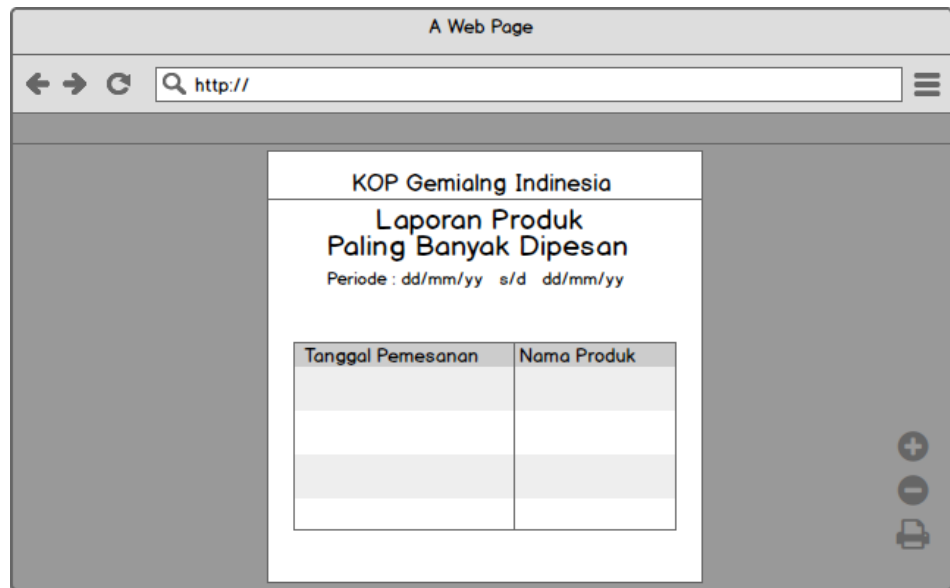 A Web Page
http://
KOP Gemialng Indinesia
Laporan Produk
Paling Banyak Dipesan
Periode : dd/mm/yy s/d dd/mm/yy
Tanggal Pemesanan Nama Produk